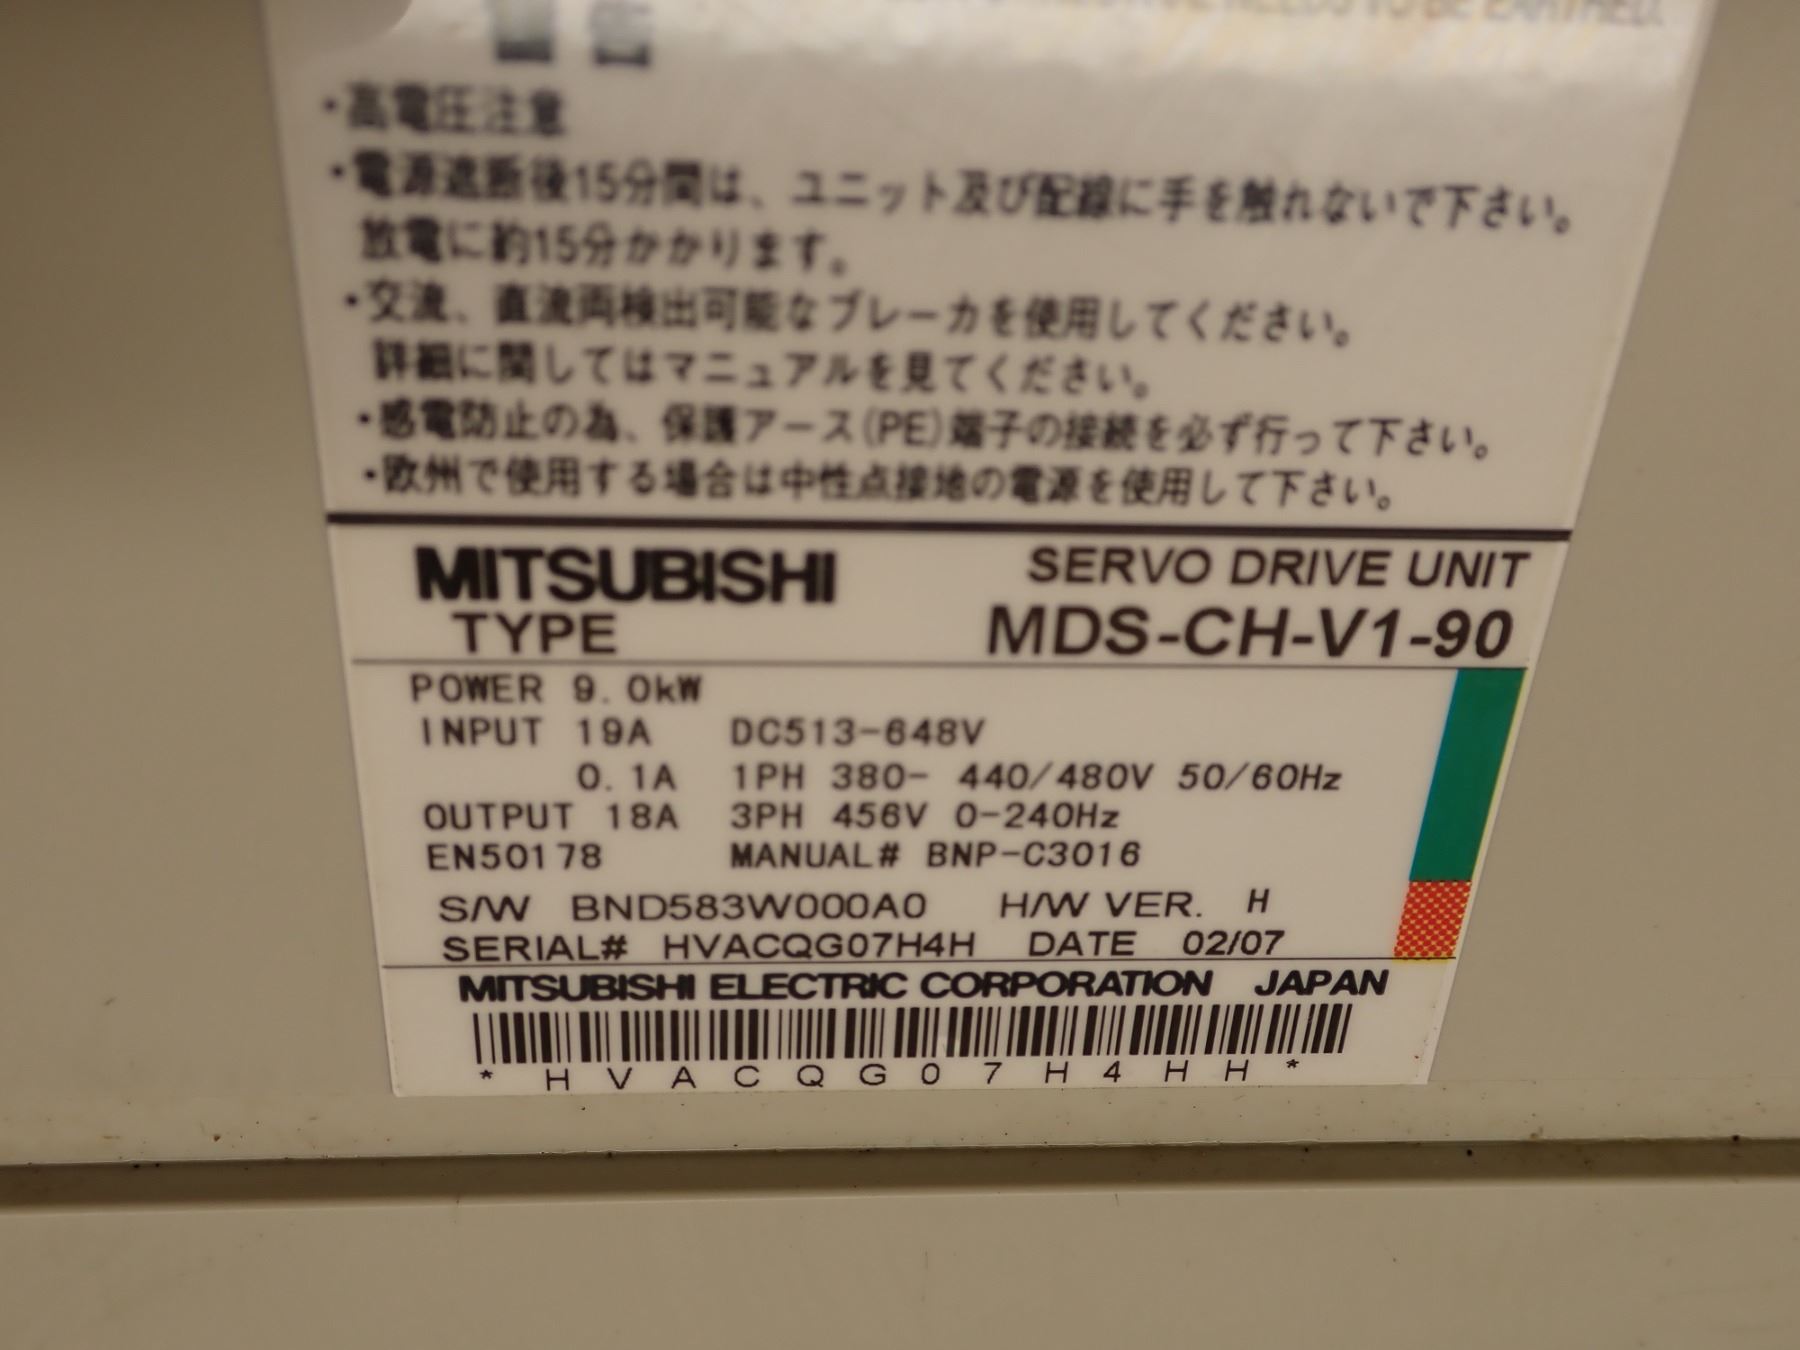 NEEDS TO BE EARTHED.
・高電圧注意
・電源遮断後15分間は、ユニット及び配線に手を触れないで下さい。
放電に約15分かかります。
・交流、直流両検出可能なブレーカを使用してください。
詳細に関してはマニュアルを見てください。
・感電防止の為、保護アース(PE)端子の接続を必ず行って下さい。
・欧州で使用する場合は中性点接地の電源を使用して下さい。
MITSUBISHI SERVO DRIVE UNIT
TYPE MDS-CH-V1-90
POWER 9.0kW
INPUT 19A DC513-648V
0.1A 1PH 380- 440/480V 50/60Hz
OUTPUT 18A 3PH 456V 0-240Hz
EN50178 MANUAL# BNP-C3016
S/W BND583W000A0 H/W VER. H
SERIAL# HVACQG07H4H DATE 02/07
MITSUBISHI ELECTRIC CORPORATION JAPAN
* H V A C Q G 0 7 H 4 H H *